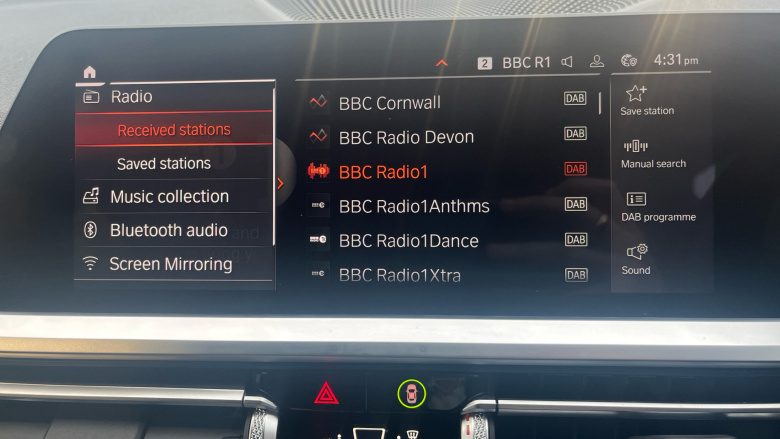 2 BBC R1 4:31pm
Radio
Received stations
Saved stations
Music collection
Bluetooth audio
Screen Mirroring
BBC Cornwall DAB
BBC Radio Devon DAB
BBC Radio1 DAB
BBC Radio1Anthms DAB
BBC Radio1Dance DAB
BBC Radio1Xtra DAB
Save station
Manual search
DAB programme
Sound